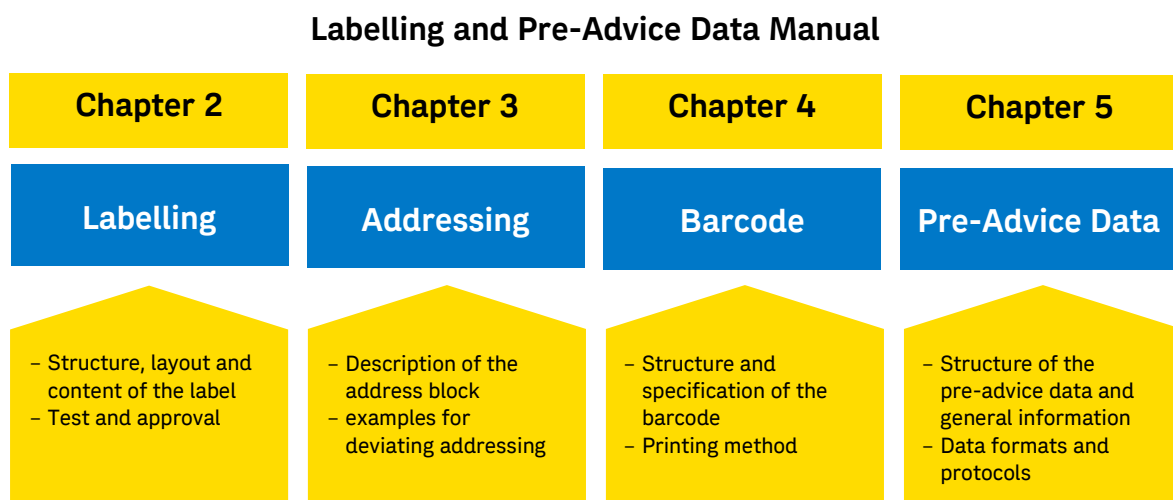 Labelling and Pre-Advice Data Manual
Chapter 2
Chapter 3
Chapter 4
Chapter 5
Labelling
Addressing
Barcode
Pre-Advice Data
– Structure, layout and
content of the label
– Test and approval
– Description of the
address block
– examples for
deviating addressing
– Structure and
specification of the
barcode
– Printing method
– Structure of the
pre-advice data and
general information
– Data formats and
protocols